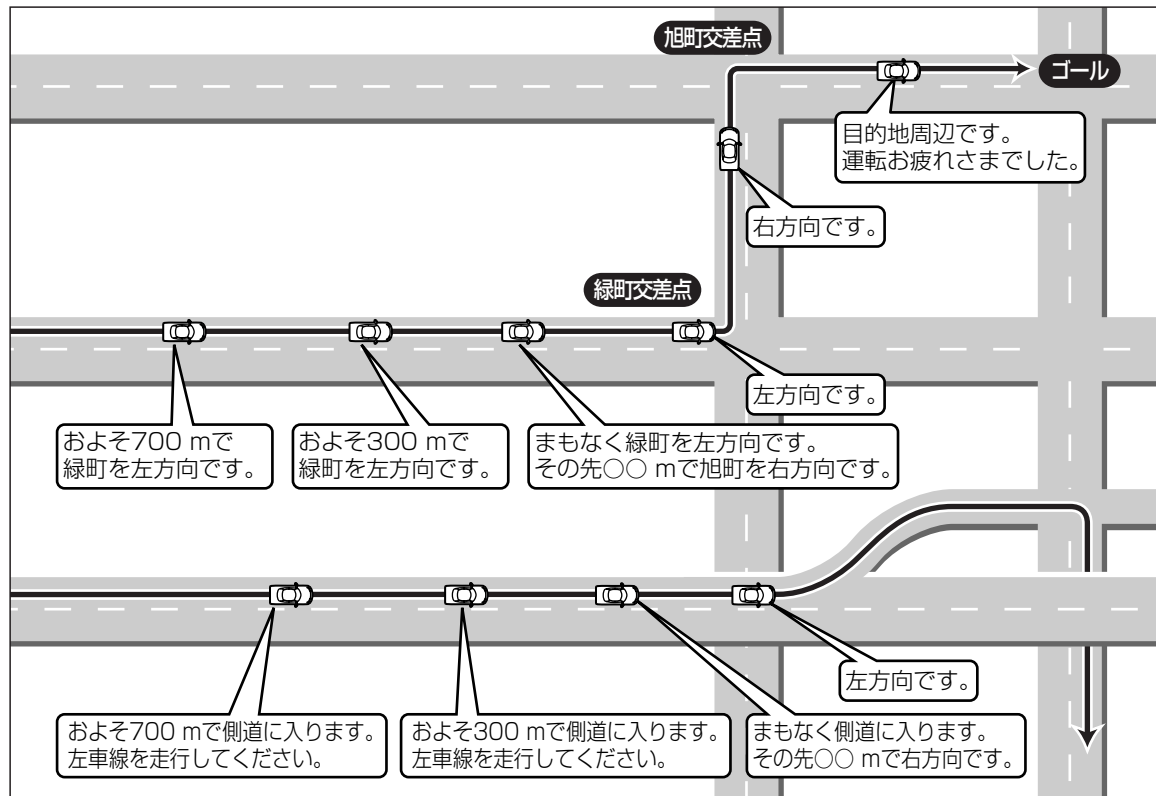 旭町交差点
ゴール
目的地周辺です。
運転お疲れさまでした。
右方向です。
緑町交差点
左方向です。
およそ700 mで
緑町を左方向です。
およそ300 mで
緑町を左方向です。
まもなく緑町を左方向です。
その先○○ mで旭町を右方向です。
左方向です。
およそ700 mで側道に入ります。
左車線を走行してください。
およそ300 mで側道に入ります。
左車線を走行してください。
まもなく側道に入ります。
その先○○ mで右方向です。